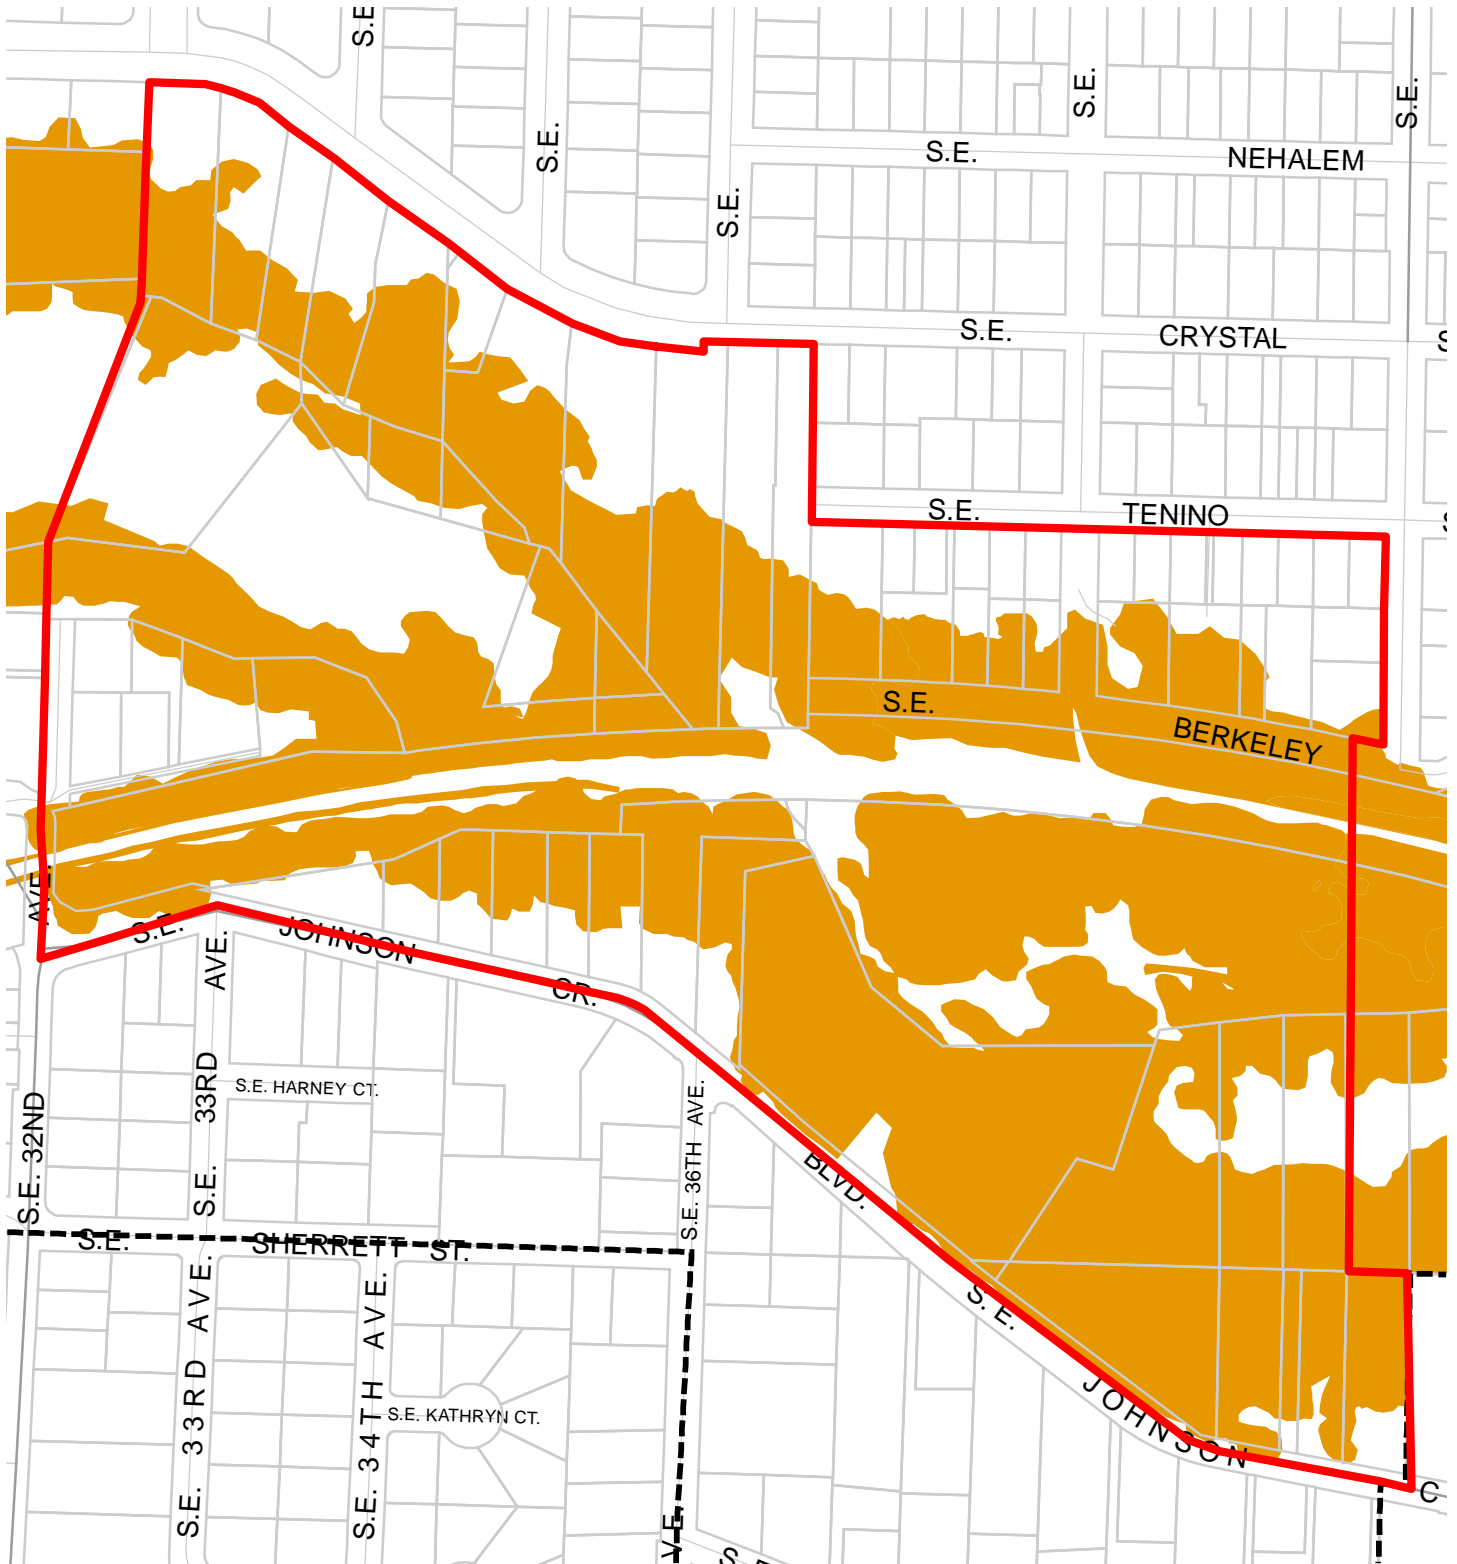 S.E.
S.E.
S.E.
S.E.
S.E.
S.E. NEHALEM
S.E. CRYSTAL
S.E. TENINO
S.E. BERKELEY
AVE.
S.E. JOHNSON CR. BLVD.
S.E. 33RD AVE.
S.E. HARNEY CT.
S.E. 32ND
S.E. 36TH AVE.
S.E. SHERRETT ST.
S.E. 33RD AVE.
S.E. 34TH AVE.
S.E. KATHRYN CT.
S.E. JOHNSON C